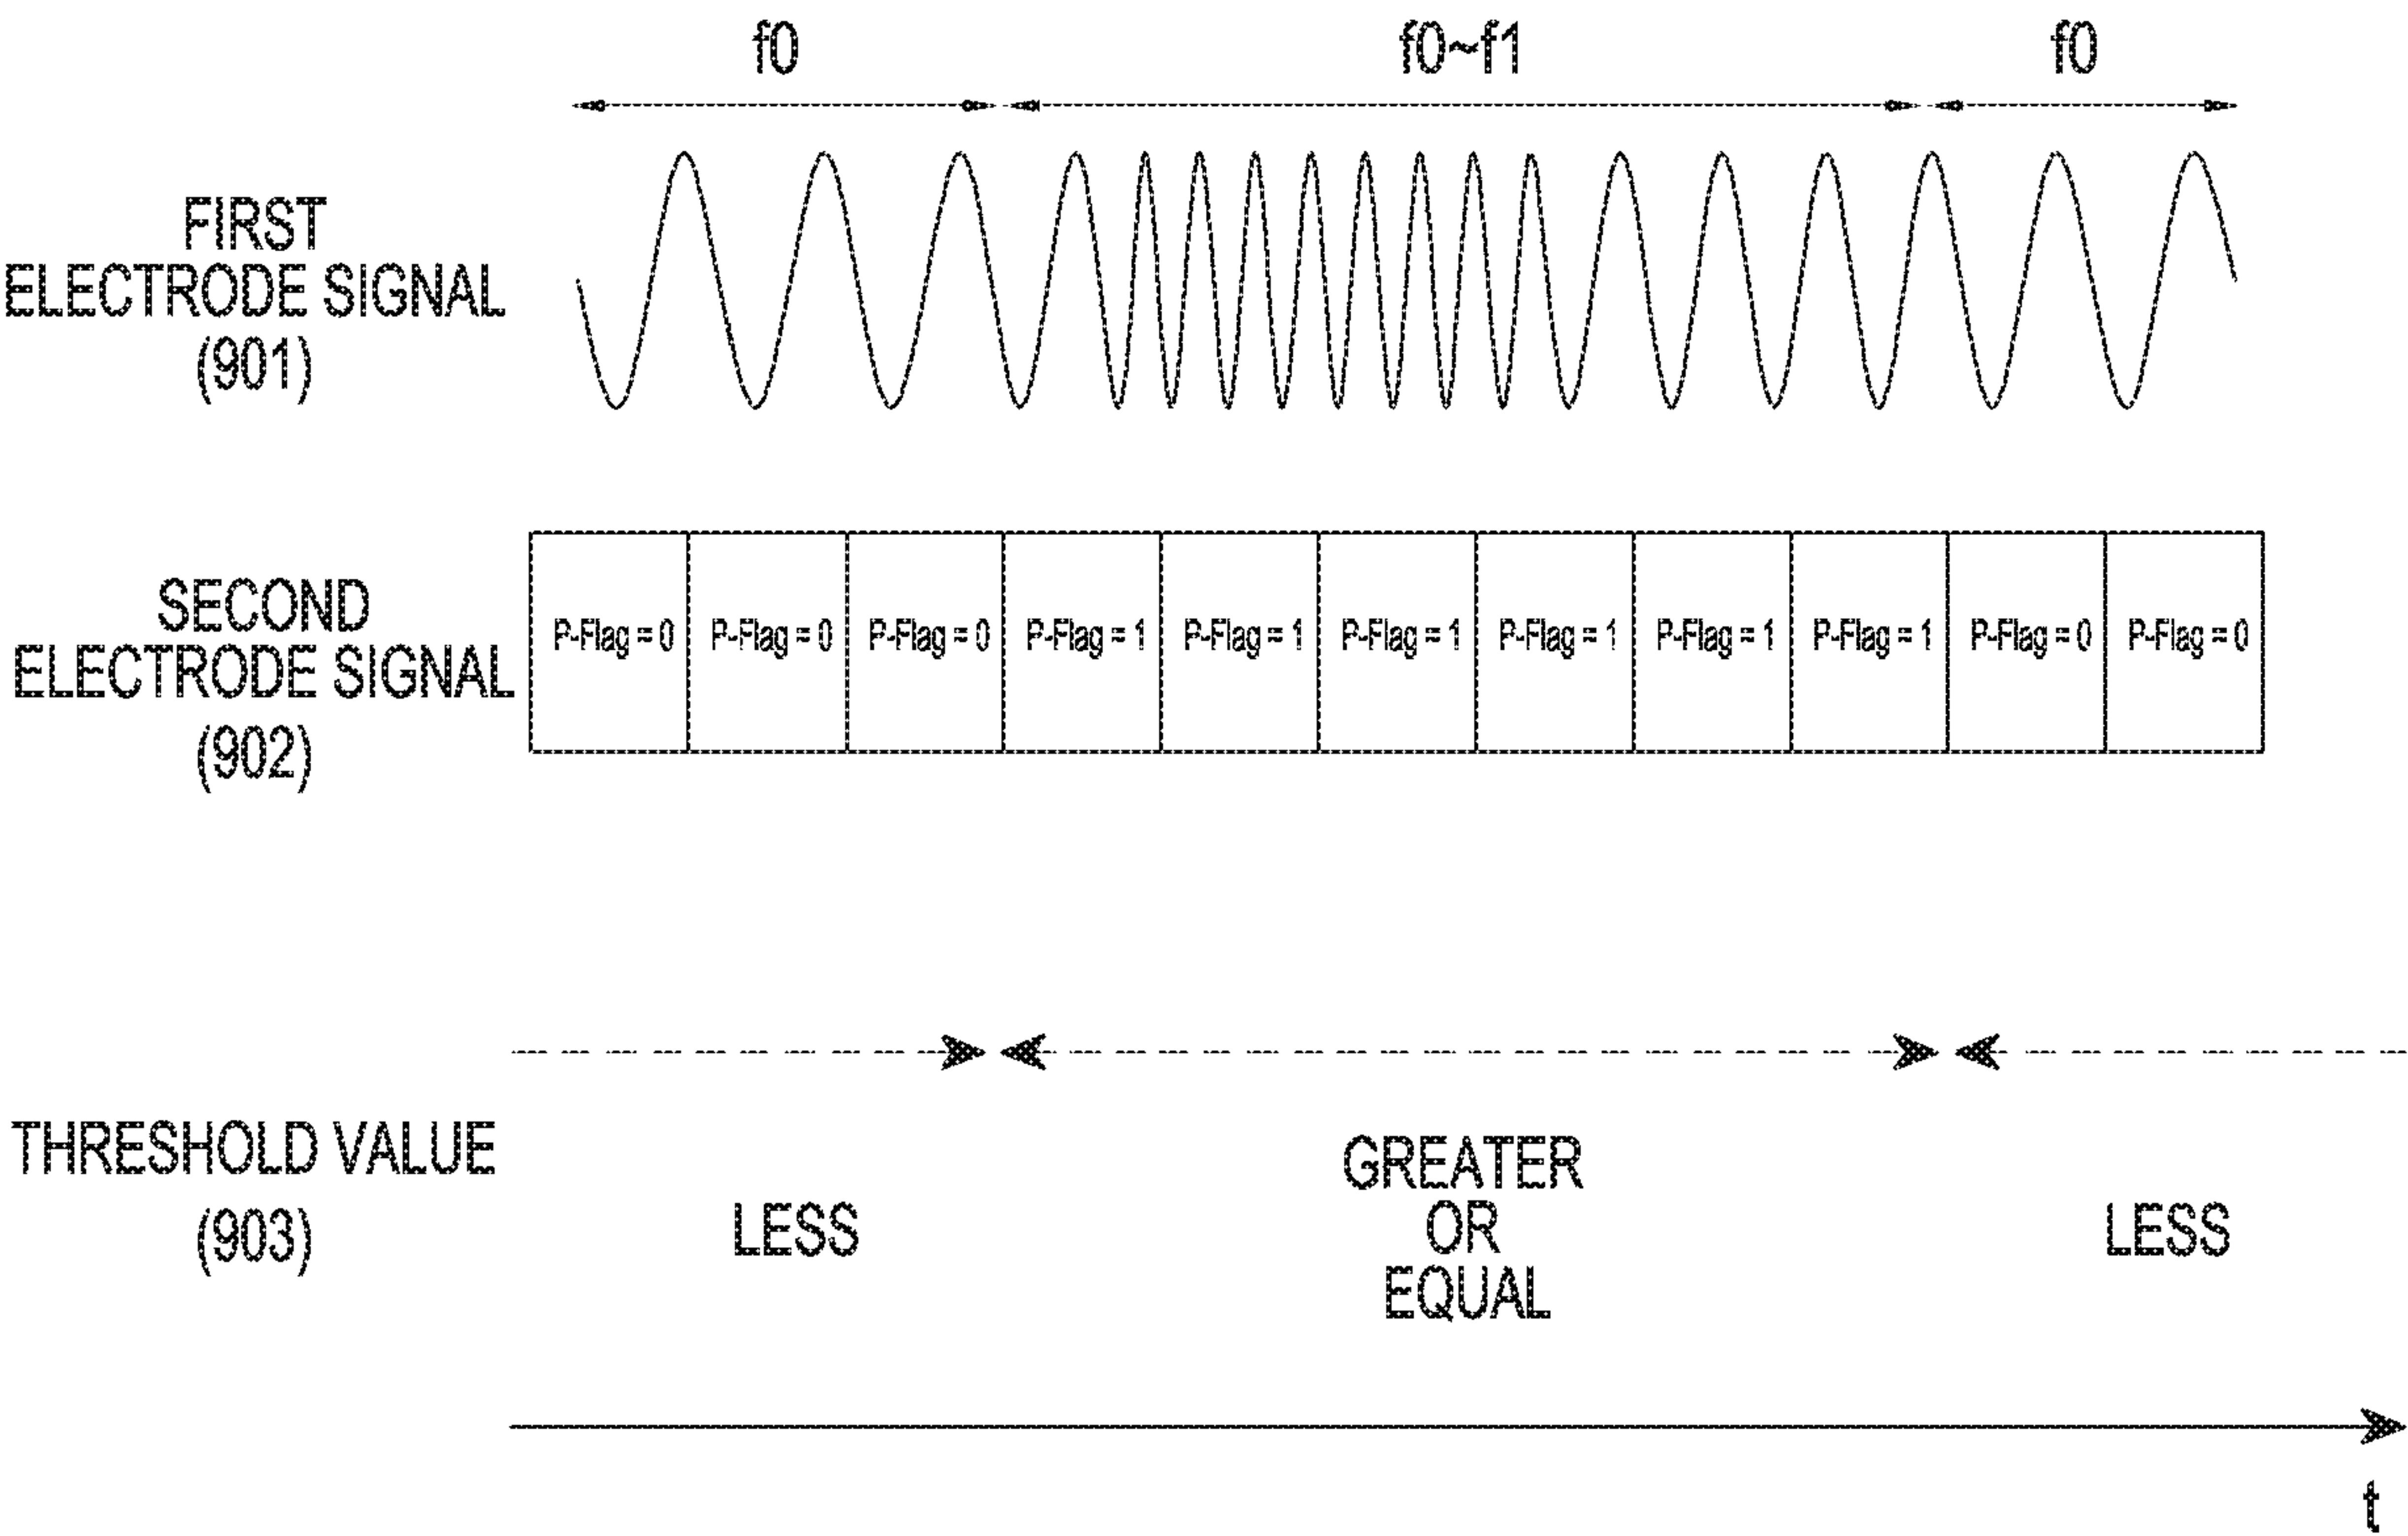 f0 f0~f1 f0
FIRST
ELECTRODE SIGNAL
(901)
SECOND
ELECTRODE SIGNAL
(902)
P-Flag = 0 P-Flag = 0 P-Flag = 0 P-Flag = 1 P-Flag = 1 P-Flag = 1 P-Flag = 1 P-Flag = 1 P-Flag = 1 P-Flag = 0 P-Flag = 0
THRESHOLD VALUE
(903)
LESS
GREATER
OR
EQUAL
LESS
t